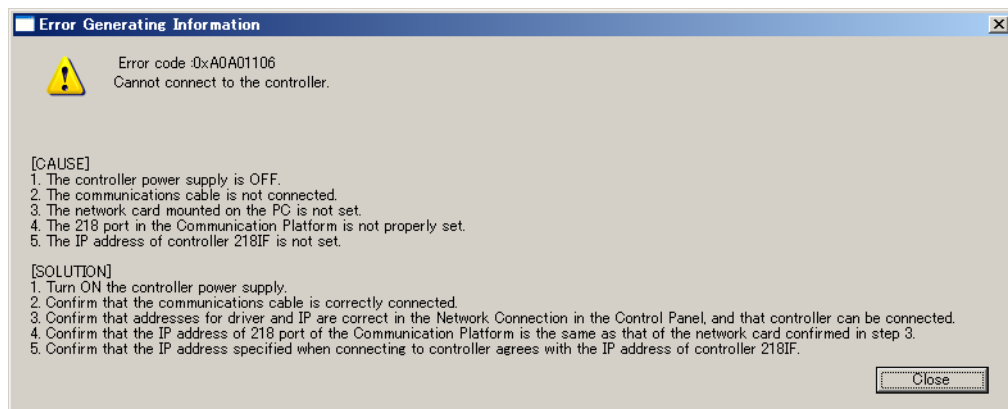 Error Generating Information
Error code :0xA0A01106
Cannot connect to the controller.
[CAUSE]
1. The controller power supply is OFF.
2. The communications cable is not connected.
3. The network card mounted on the PC is not set.
4. The 218 port in the Communication Platform is not properly set.
5. The IP address of controller 218IF is not set.
[SOLUTION]
1. Turn ON the controller power supply.
2. Confirm that the communications cable is correctly connected.
3. Confirm that addresses for driver and IP are correct in the Network Connection in the Control Panel, and that controller can be connected.
4. Confirm that the IP address of 218 port of the Communication Platform is the same as that of the network card confirmed in step 3.
5. Confirm that the IP address specified when connecting to controller agrees with the IP address of controller 218IF.
Close